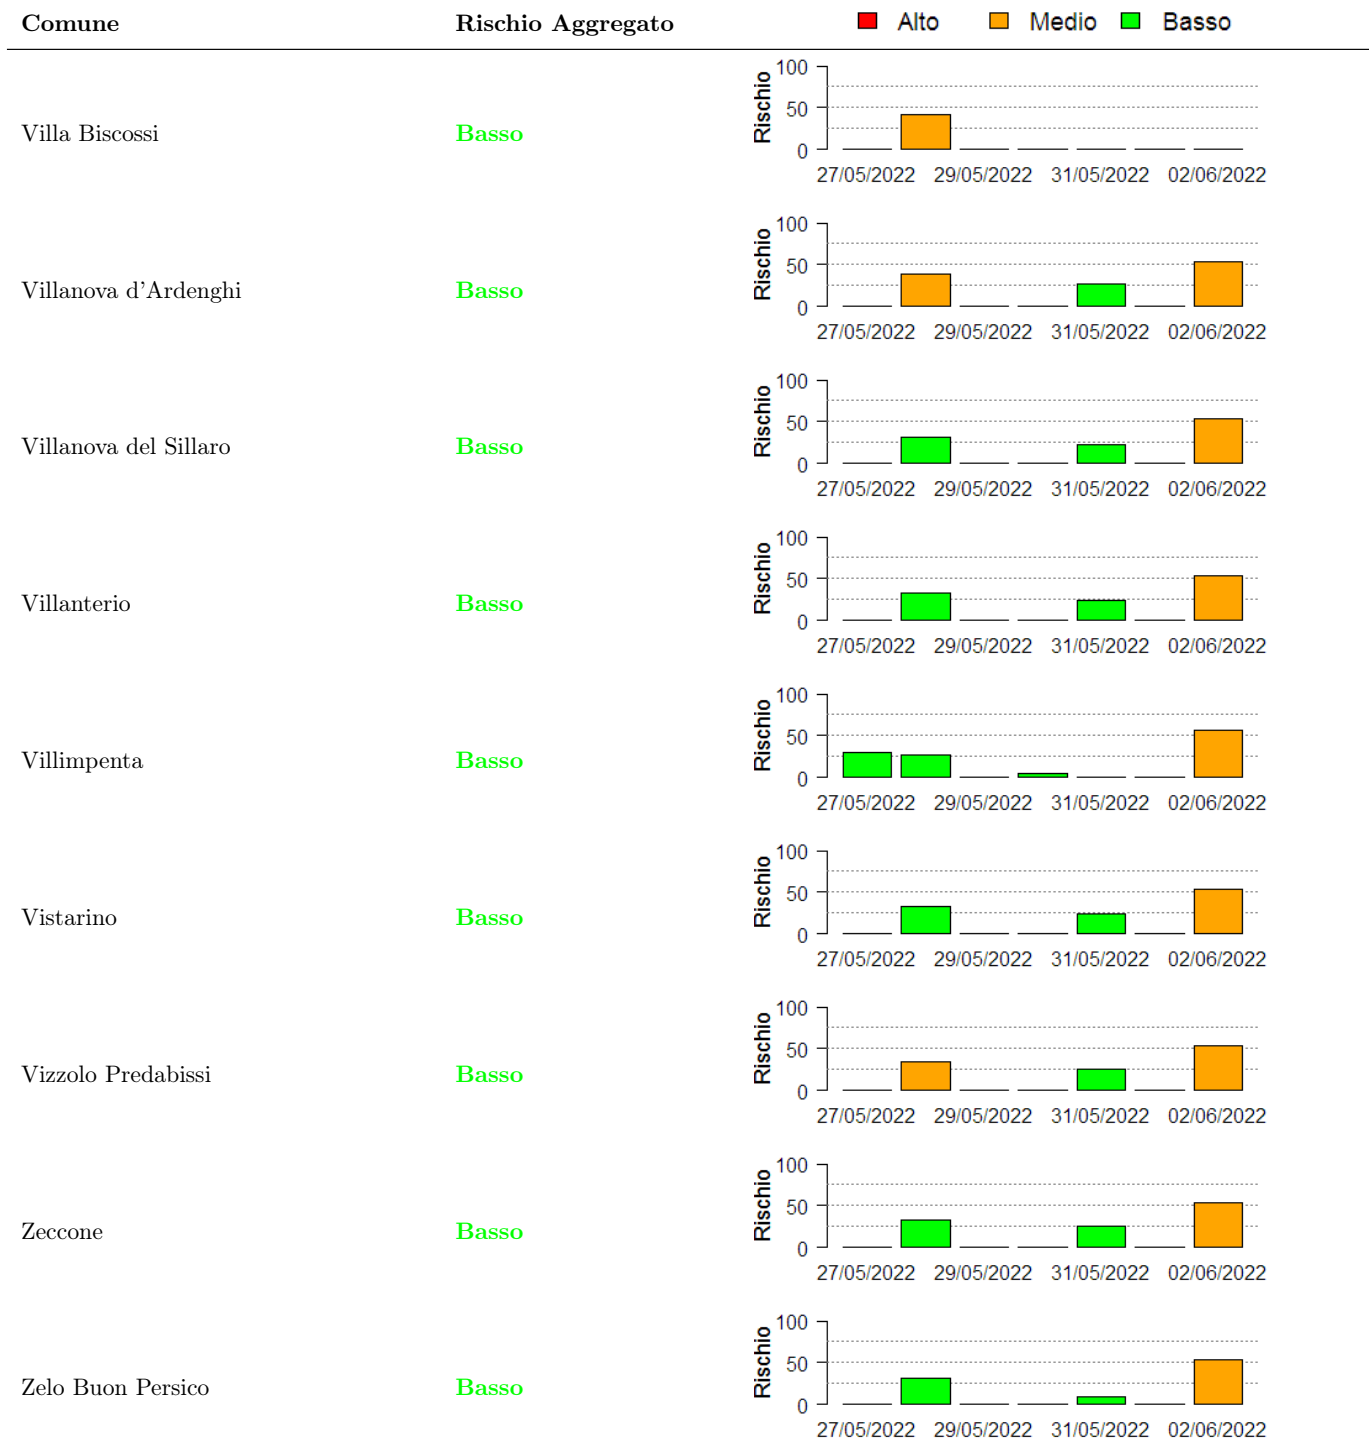 Comune Rischio Aggregato Alto Medio Basso
Villa Biscossi Basso
Rischio
100
50
0
27/05/2022 29/05/2022 31/05/2022 02/06/2022
Villanova d'Ardenghi Basso
Rischio
100
50
0
27/05/2022 29/05/2022 31/05/2022 02/06/2022
Villanova del Sillaro Basso
Rischio
100
50
0
27/05/2022 29/05/2022 31/05/2022 02/06/2022
Villanterio Basso
Rischio
100
50
0
27/05/2022 29/05/2022 31/05/2022 02/06/2022
Villimpenta Basso
Rischio
100
50
0
27/05/2022 29/05/2022 31/05/2022 02/06/2022
Vistarino Basso
Rischio
100
50
0
27/05/2022 29/05/2022 31/05/2022 02/06/2022
Vizzolo Predabissi Basso
Rischio
100
50
0
27/05/2022 29/05/2022 31/05/2022 02/06/2022
Zeccone Basso
Rischio
100
50
0
27/05/2022 29/05/2022 31/05/2022 02/06/2022
Zelo Buon Persico Basso
Rischio
100
50
0
27/05/2022 29/05/2022 31/05/2022 02/06/2022